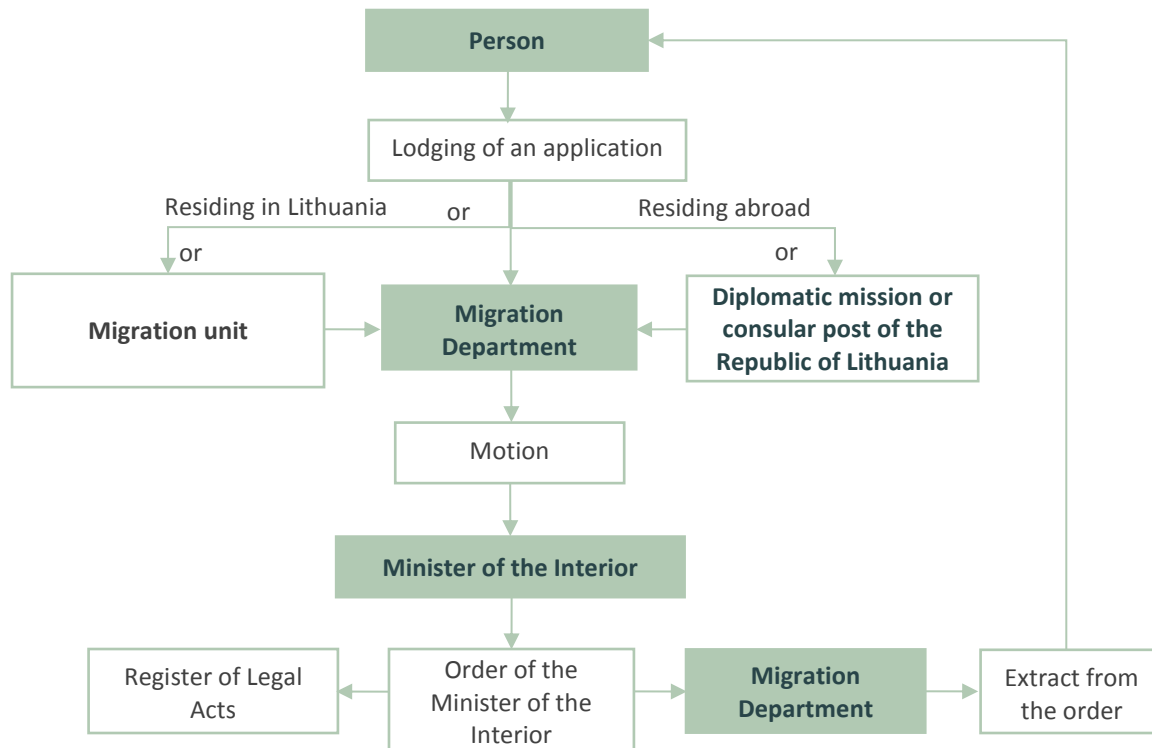 Person
Lodging of an application
Residing in Lithuania
or
Residing abroad
or
or
Migration unit
Migration
Department
Diplomatic mission or
consular post of the
Republic of Lithuania
Motion
Minister of the Interior
Register of Legal
Acts
Order of the
Minister of the
Interior
Migration
Department
Extract from
the order